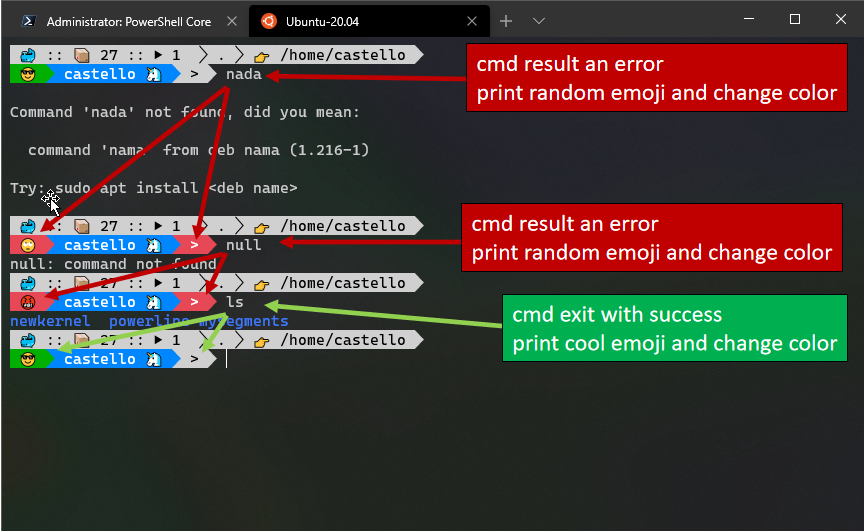 Administrator: PowerShell Core
Ubuntu-20.04
:: 27 :: 1 . /home/castello
castello > nada
cmd result an error
print random emoji and change color
Command 'nada' not found, did you mean:
command 'nama' from deb nama (1.216-1)
Try: sudo apt install <deb name>
:: 27 :: 1 . /home/castello
castello > null
cmd result an error
print random emoji and change color
null: command not found
:: 27 :: 1 . /home/castello
castello > ls
cmd exit with success
print cool emoji and change color
newkernel powerline mysegments
:: 27 :: 1 . /home/castello
castello >